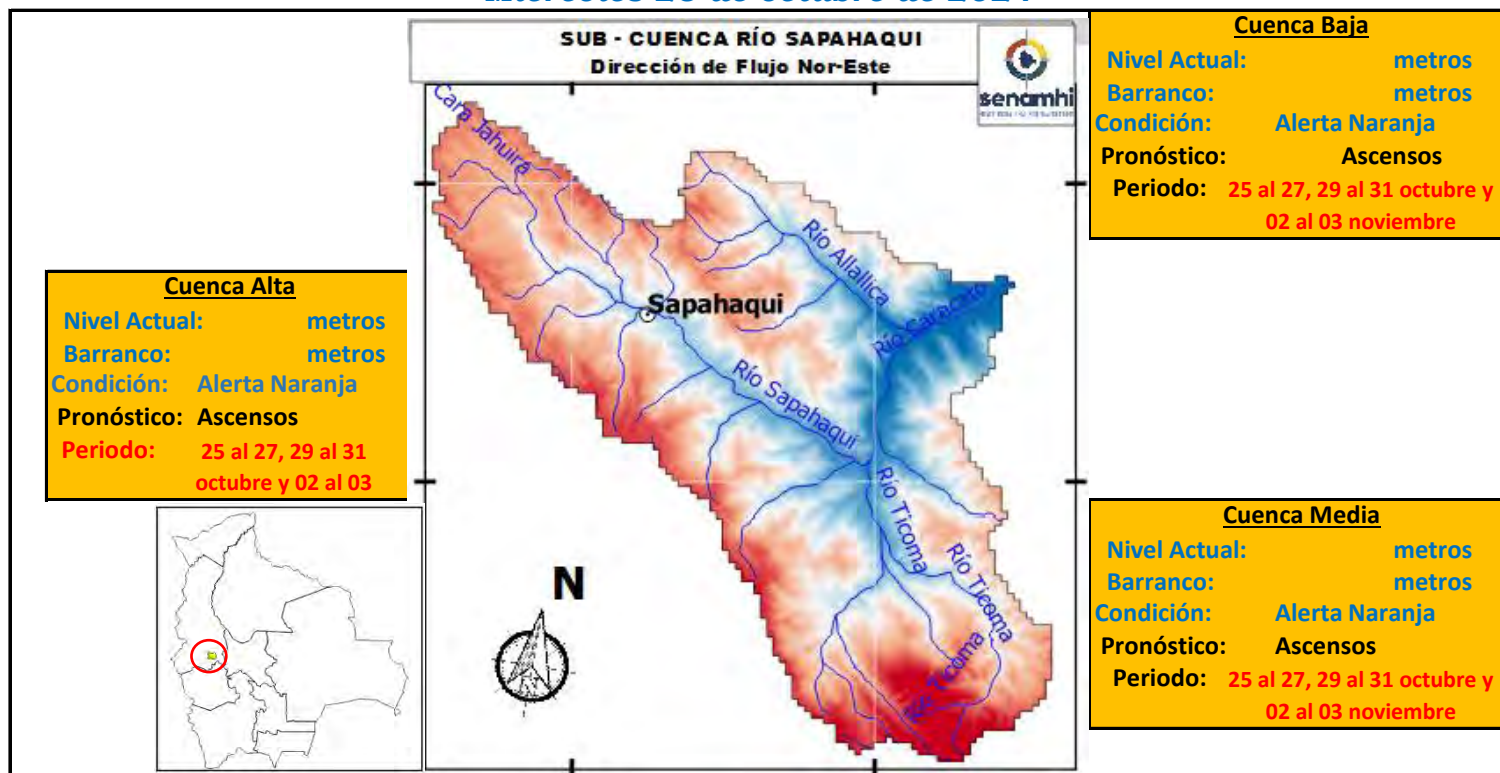 SUB - CUENCA RÍO SAPAHAQUI
Dirección de Flujo Nor-Este
senamhi
Cuenca Baja
Nivel Actual: metros
Barranco: metros
Condición: Alerta Naranja
Pronóstico: Ascensos
Periodo: 25 al 27, 29 al 31 octubre y
02 al 03 noviembre
Cuenca Alta
Nivel Actual: metros
Barranco: metros
Condición: Alerta Naranja
Pronóstico: Ascensos
Periodo: 25 al 27, 29 al 31
octubre y 02 al 03
Cara Jahuira
Río Allallica
Río Caracato
Sapahaqui
Río Sapahaqui
Río Ticoma
Río Ticoma
Río Ticoma
N
Cuenca Media
Nivel Actual: metros
Barranco: metros
Condición: Alerta Naranja
Pronóstico: Ascensos
Periodo: 25 al 27, 29 al 31 octubre y
02 al 03 noviembre